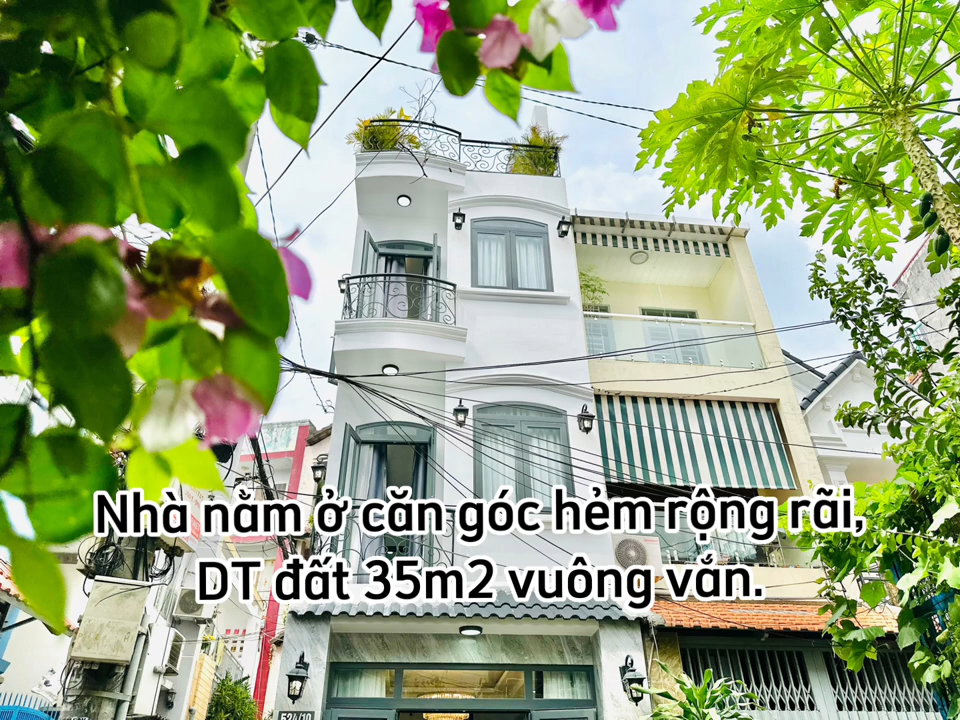 Nhà nằm ở căn góc hẻm rộng rãi,
DT đất 35m2 vuông vắn.